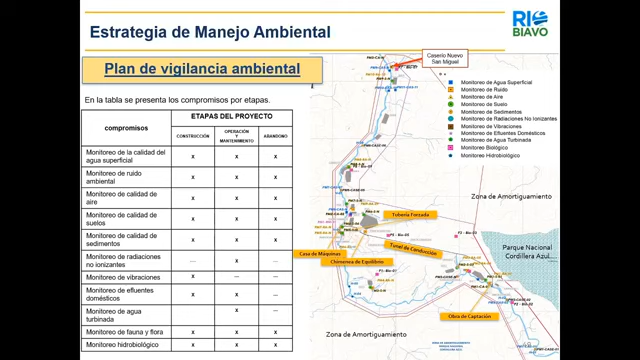 Estrategia de Manejo Ambiental
RIO
BIAVO
Plan de vigilancia ambiental
En la tabla se presenta los compromisos por etapas.
compromisos
ETAPAS DEL PROYECTO
CONSTRUCCIÓN
OPERACIÓN
Y
MANTENIMIENTO
ABANDONO
Monitoreo de la calidad del
agua superficial
x x x
Monitoreo de ruido
ambiental
x x x
Monitoreo de calidad de
aire
x x x
Monitoreo de calidad de
suelos
x x x
Monitoreo de calidad de
sedimentos
x x x
Monitoreo de radiaciones
no ionizantes
--- x ---
Monitoreo de vibraciones
x --- ---
Monitoreo de efluentes
domésticos
x x ---
Monitoreo de agua
turbinada
x ---
Monitoreo de fauna y flora
x x x
Monitoreo hidrobiológico
x x x
Caserío Nuevo
San Miguel
Monitoreo de Agua Superficial
Monitoreo de Ruido
Monitoreo de Aire
Monitoreo de Suelo
Monitoreo de Sedimentos
Monitoreo de Radiaciones No Ionizantes
Monitoreo de Vibraciones
Monitoreo de Efluentes Domésticos
Monitoreo de Agua Turbinada
Monitoreo Biológico
Monitoreo Hidrobiológico
Zona de Amortiguamiento
Tubería Forzada
Casa de Máquinas
Chimenea de Equilibrio
Túnel de Conducción
Parque Nacional
Cordillera Azul
Obra de Captación
Zona de Amortiguamiento